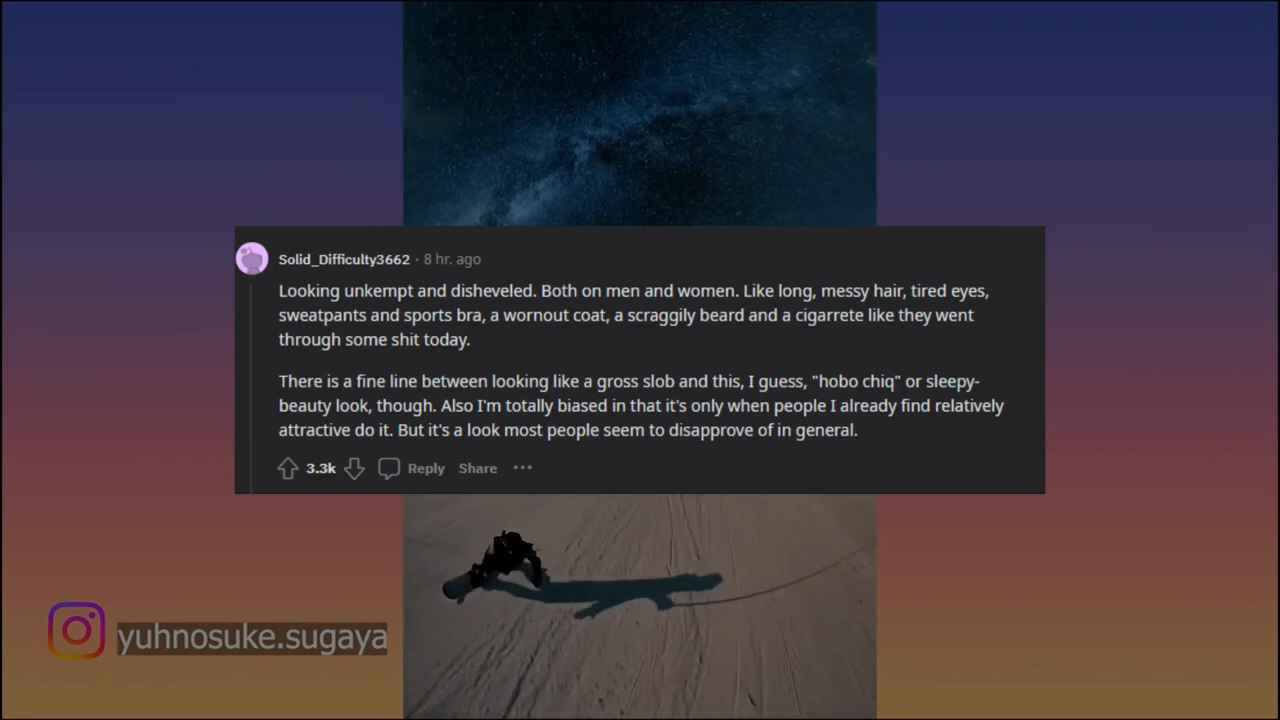 Solid_Difficulty3662 · 8 hr. ago
Looking unkempt and disheveled. Both on men and women. Like long, messy hair, tired eyes,
sweatpants and sports bra, a wornout coat, a scraggily beard and a cigarrete like they went
through some shit today.
There is a fine line between looking like a gross slob and this, I guess, "hobo chiq" or sleepy-
beauty look, though. Also I'm totally biased in that it's only when people I already find relatively
attractive do it. But it's a look most people seem to disapprove of in general.
3.3k Reply Share ···
yuhnosuke.sugaya